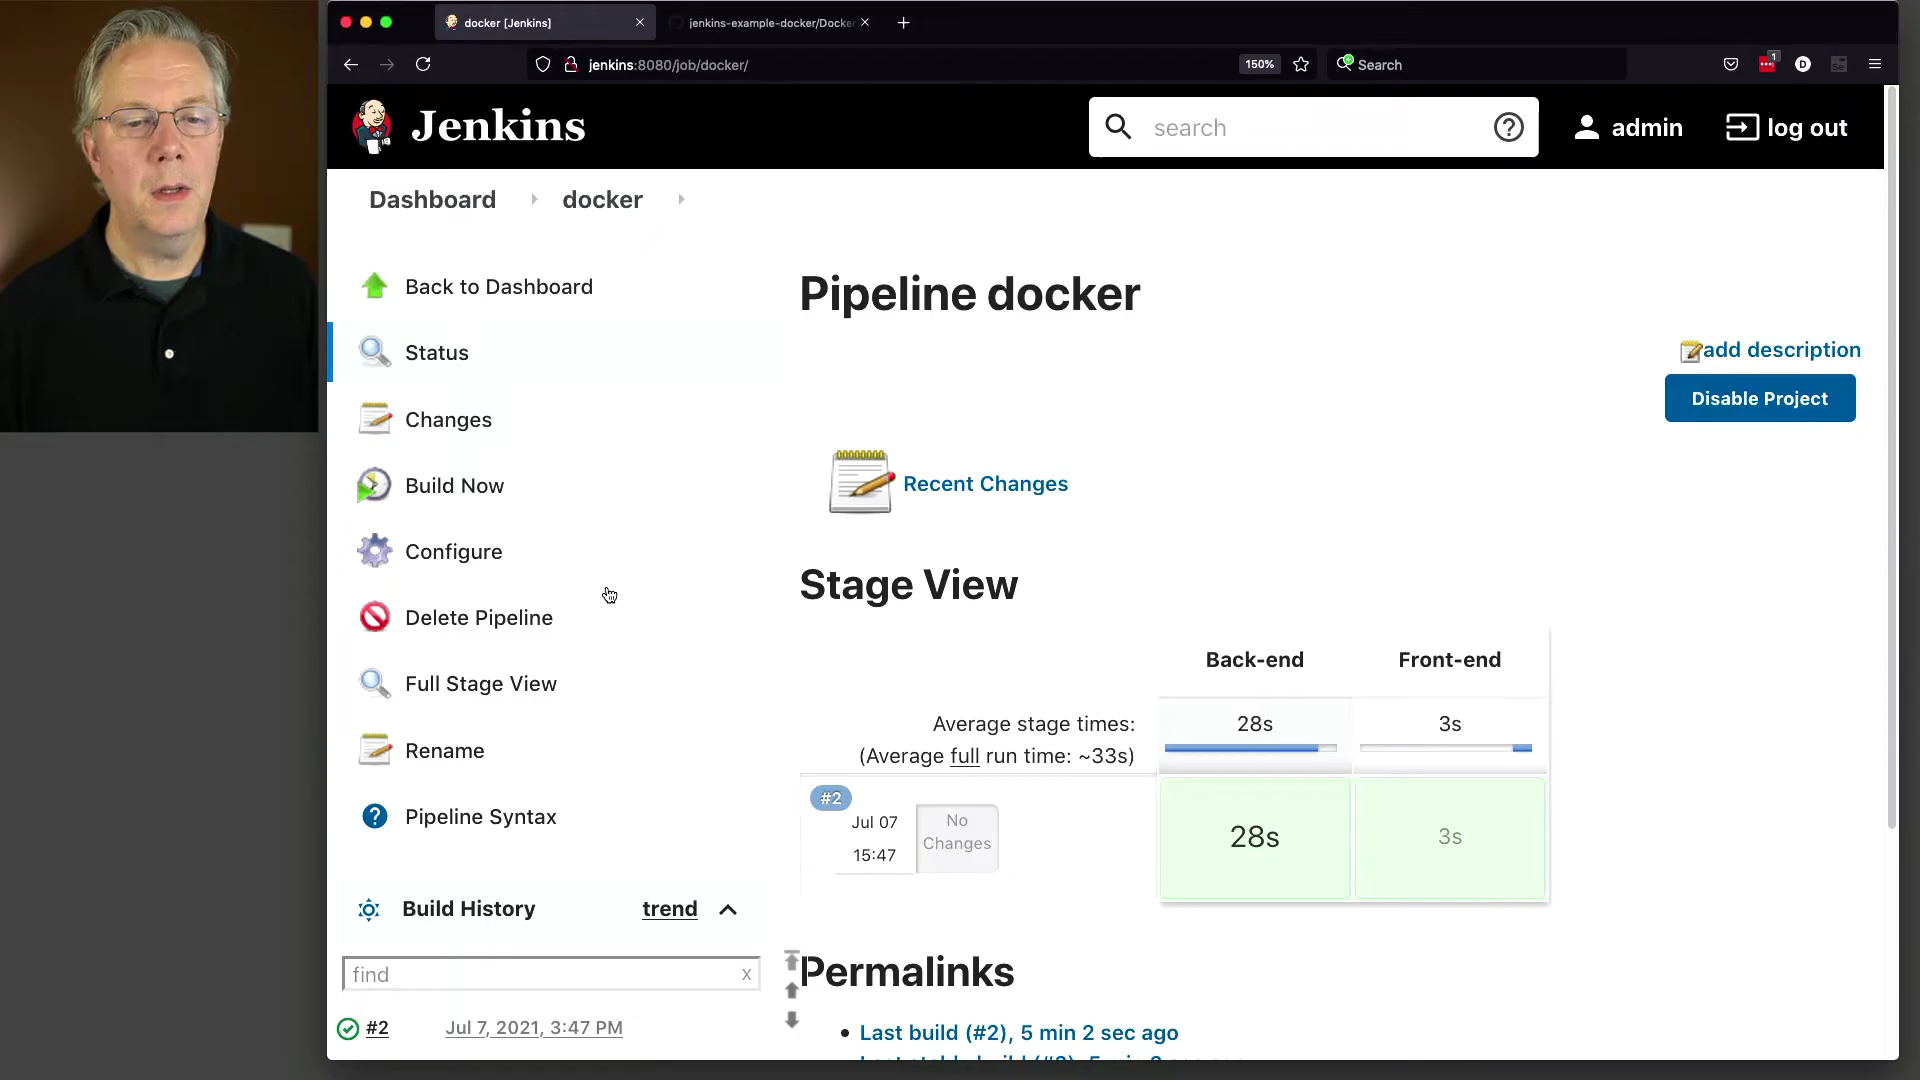 docker [Jenkins]
jenkins-example-docker/Docker
jenkins:8080/job/docker/
150%
Search
1
D
Jenkins
search
admin
log out
Dashboard
docker
Back to Dashboard
Status
Changes
Build Now
Configure
Delete Pipeline
Full Stage View
Rename
Pipeline Syntax
Build History
trend
find
x
#2
Jul 7, 2021, 3:47 PM
Pipeline docker
add description
Disable Project
Recent Changes
Stage View
Back-end
Front-end
Average stage times:
28s
3s
(Average full run time: ~33s)
#2
Jul 07
15:47
No
Changes
28s
3s
Permalinks
Last build (#2), 5 min 2 sec ago